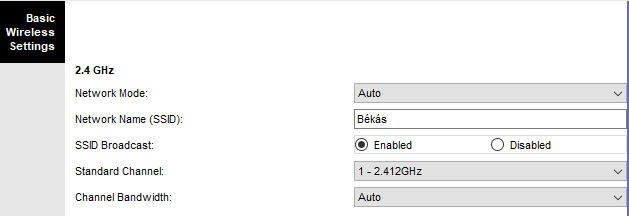 Basic
Wireless
Settings
2.4 GHz
Network Mode: Auto
Network Name (SSID): Békás
SSID Broadcast: Enabled Disabled
Standard Channel: 1 - 2.412GHz
Channel Bandwidth: Auto